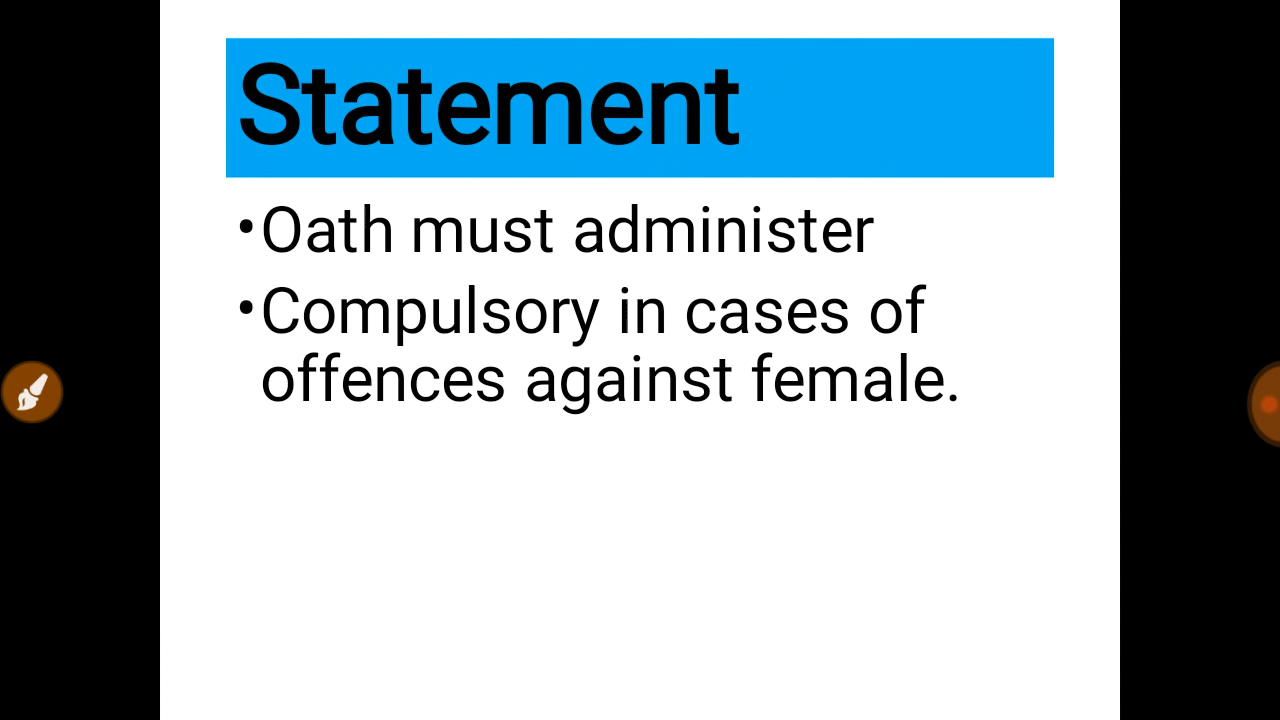 Statement
•Oath must administer
•Compulsory in cases of
offences against female.